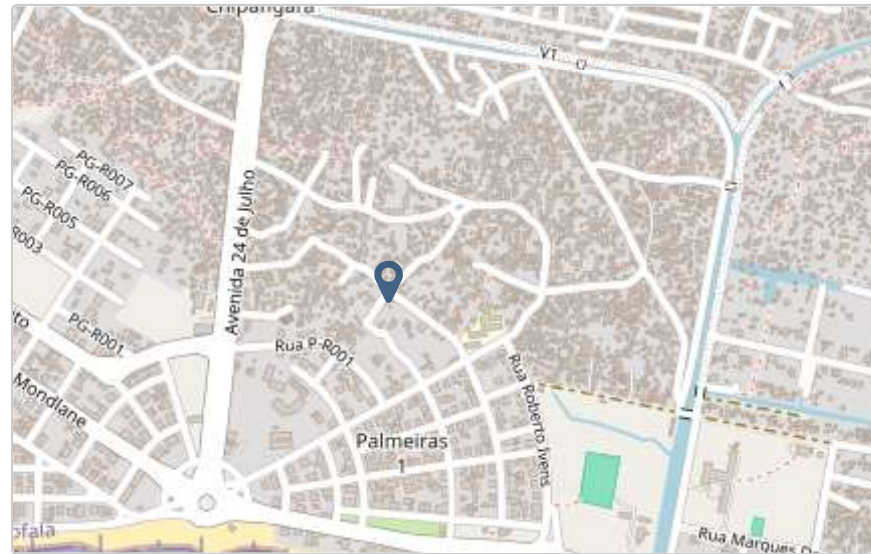 Chipangara
VT
PG-R007
PG-R006
PG-R005
Avenida 24 de Julho
PG-R001
Rua P-R001
Mondlane
Rua Roberto Ivens
Palmeiras
1
Rua Marques D